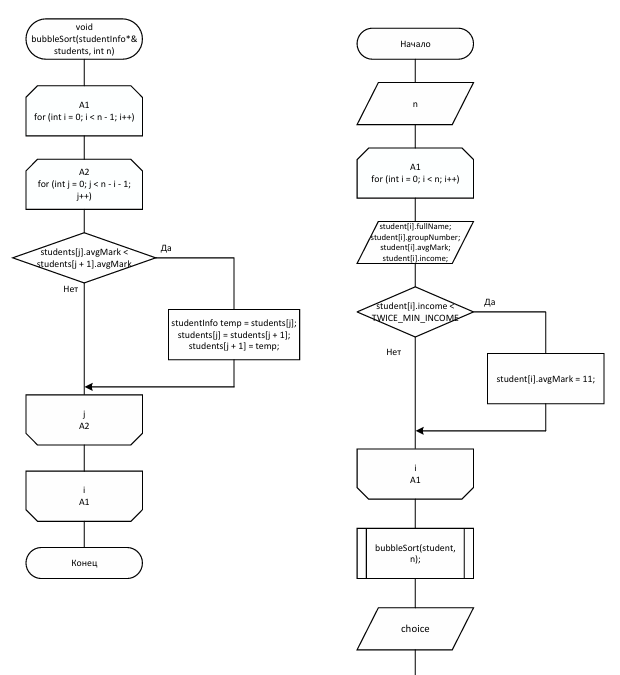 void
bubbleSort(studentInfo*&
students, int n)
A1
for (int i = 0; i < n - 1; i++)
A2
for (int j = 0; j < n - i - 1;
j++)
students[j].avgMark <
students[j + 1].avgMark
Да
Нет
studentInfo temp = students[j];
students[j] = students[j + 1];
students[j + 1] = temp;
j
A2
i
A1
Конец
Начало
n
A1
for (int i = 0; i < n; i++)
student[i].fullName;
student[i].groupNumber;
student[i].avgMark;
student[i].income;
student[i].income <
TWICE_MIN_INCOME
Да
Нет
student[i].avgMark = 11;
i
A1
bubbleSort(student,
n);
choice